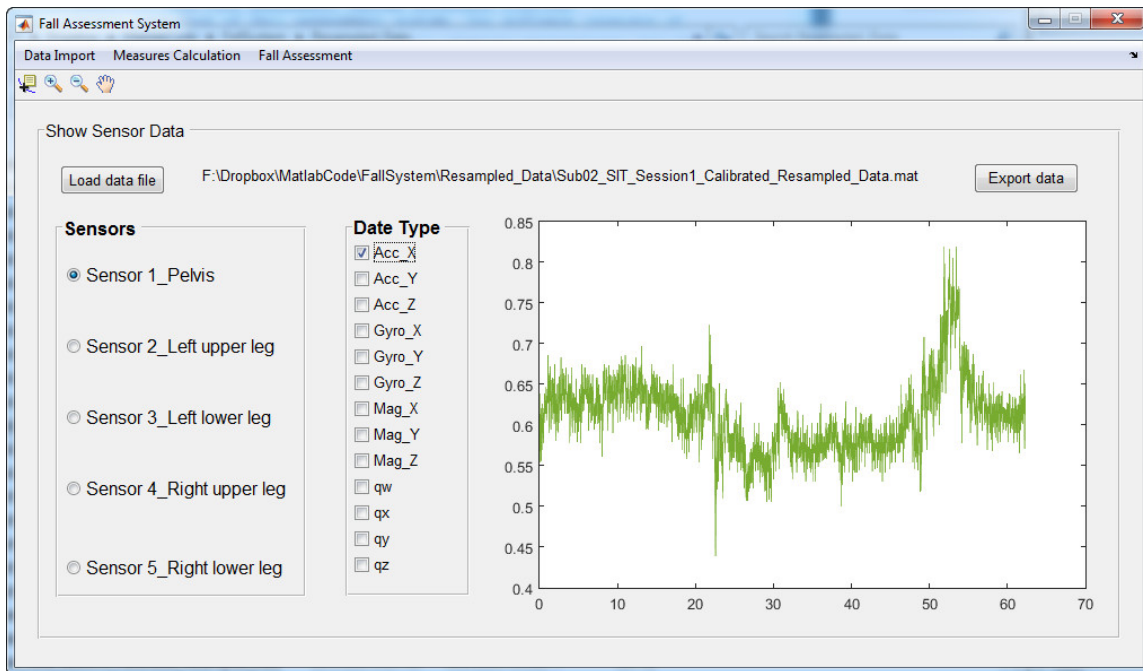 Fall Assessment System
Data Import Measures Calculation Fall Assessment
Show Sensor Data
Load data file
F:\Dropbox\MatlabCode\FallSystem\Resampled_Data\Sub02_SIT_Session1_Calibrated_Resampled_Data.mat
Export data
Sensors
Sensor 1_Pelvis
Sensor 2_Left upper leg
Sensor 3_Left lower leg
Sensor 4_Right upper leg
Sensor 5_Right lower leg
Date Type
Acc_X
Acc_Y
Acc_Z
Gyro_X
Gyro_Y
Gyro_Z
Mag_X
Mag_Y
Mag_Z
qw
qx
qy
qz
0.85
0.8
0.75
0.7
0.65
0.6
0.55
0.5
0.45
0.4
0 10 20 30 40 50 60 70